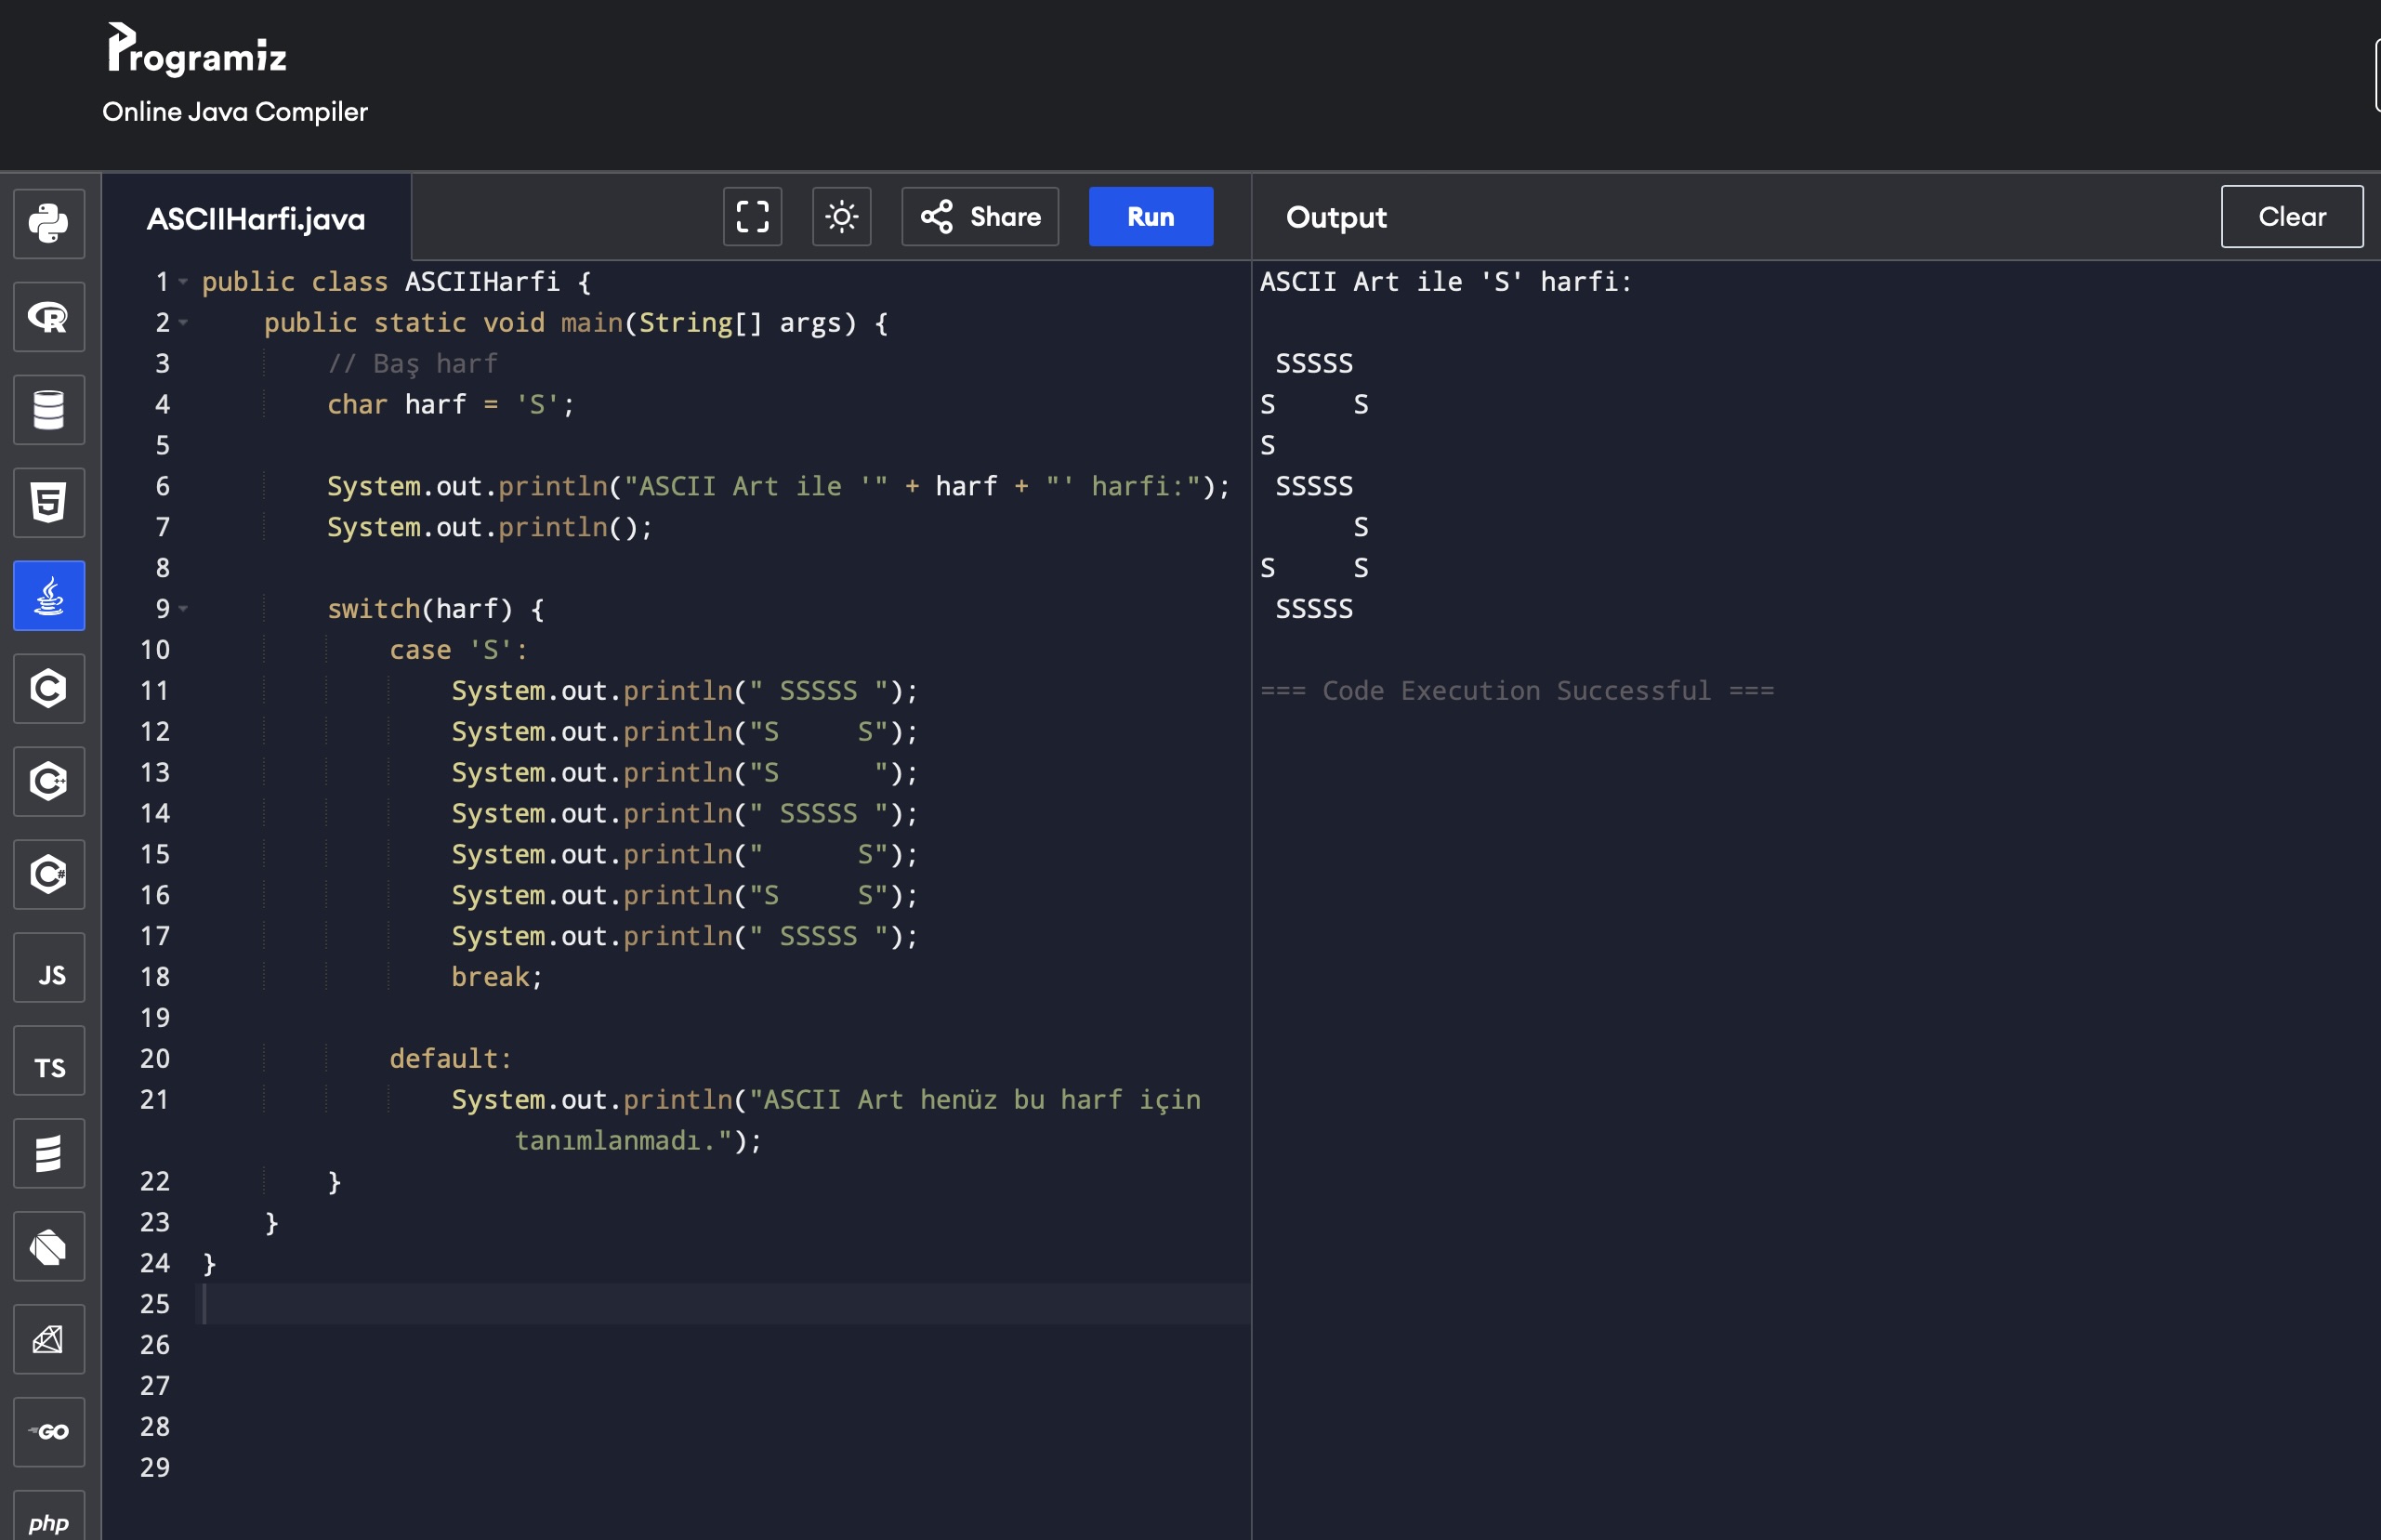 Programiz
Online Java Compiler
ASCIIHarfi.java
Share
Run
Output
Clear
1 public class ASCIIHarfi {
2     public static void main(String[] args) {
3         // Baş harf
4         char harf = 'S';
5
6         System.out.println("ASCII Art ile '" + harf + "' harfi:");
7         System.out.println();
8
9         switch(harf) {
10             case 'S':
11                 System.out.println(" SSSSS ");
12                 System.out.println("S     S");
13                 System.out.println("S      ");
14                 System.out.println(" SSSSS ");
15                 System.out.println("      S");
16                 System.out.println("S     S");
17                 System.out.println(" SSSSS ");
18                 break;
19
20             default:
21                 System.out.println("ASCII Art henüz bu harf için
                    tanımlanmadı.");
22         }
23     }
24 }
25
26
27
28
29
ASCII Art ile 'S' harfi:

 SSSSS
S     S
S
 SSSSS
      S
S     S
 SSSSS

=== Code Execution Successful ===
R
5
C
C++
C#
JS
TS
GO
php